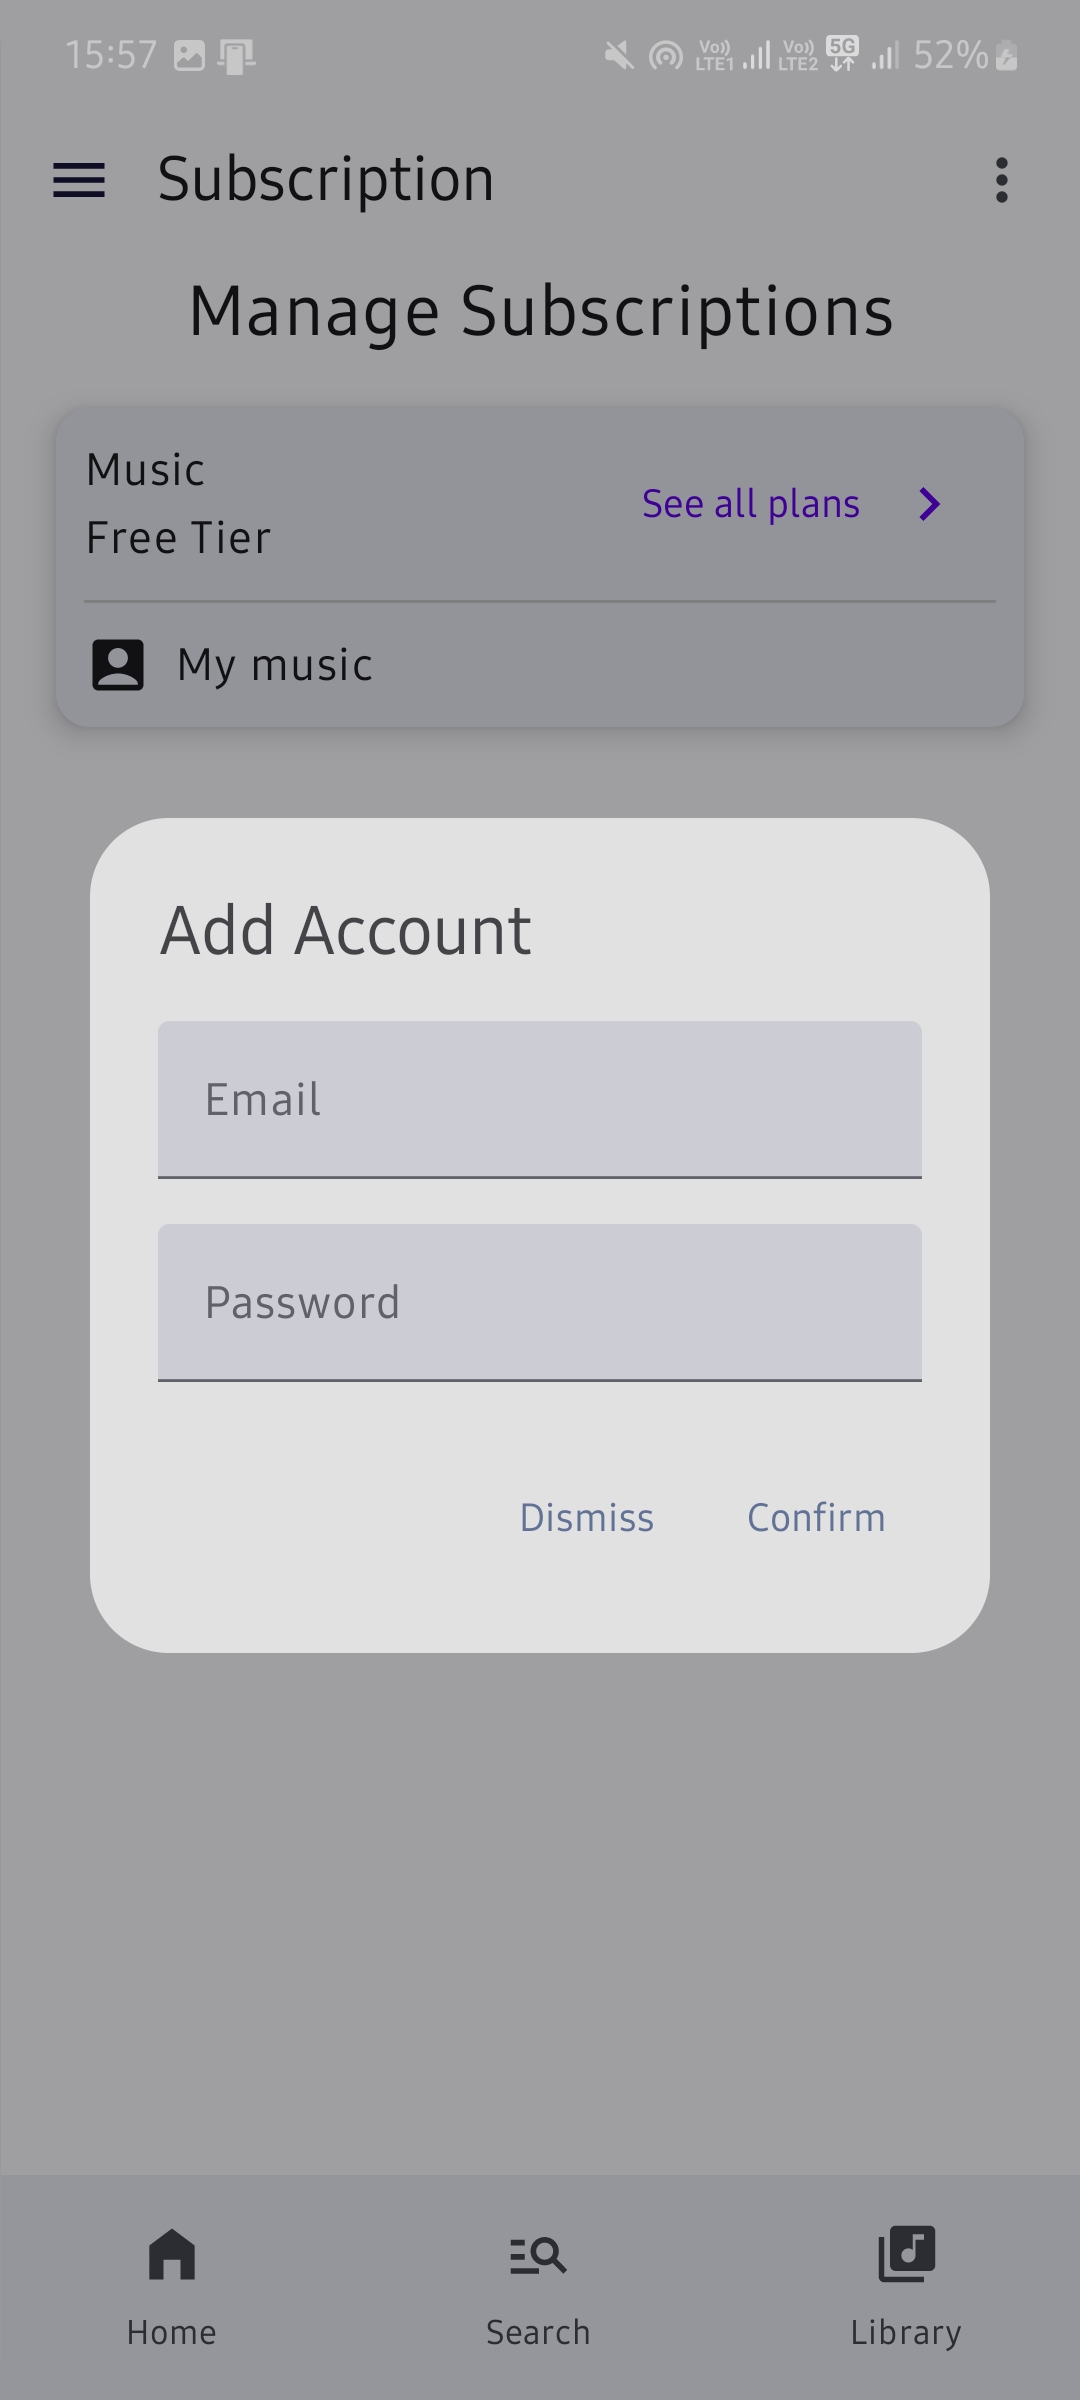 15:57 Vo)) LTE1 Vo)) LTE2 5G 52%
Subscription
Manage Subscriptions
Music
See all plans
Free Tier
My music
Add Account
Email
Password
Dismiss Confirm
Home Search Library